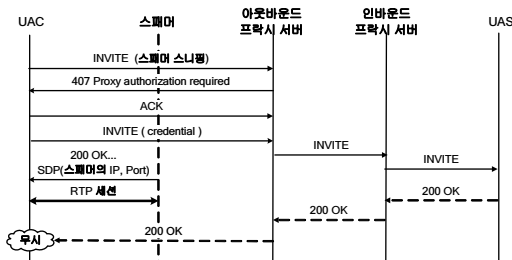 UAC
스패머
아웃바운드
프락시 서버
인바운드
프락시 서버
UAS
INVITE (스패머 스니핑)
407 Proxy authorization required
ACK
INVITE ( credential )
200 OK...
SDP(스패머의 IP, Port)
RTP 세션
INVITE
INVITE
200 OK
200 OK
200 OK
무시